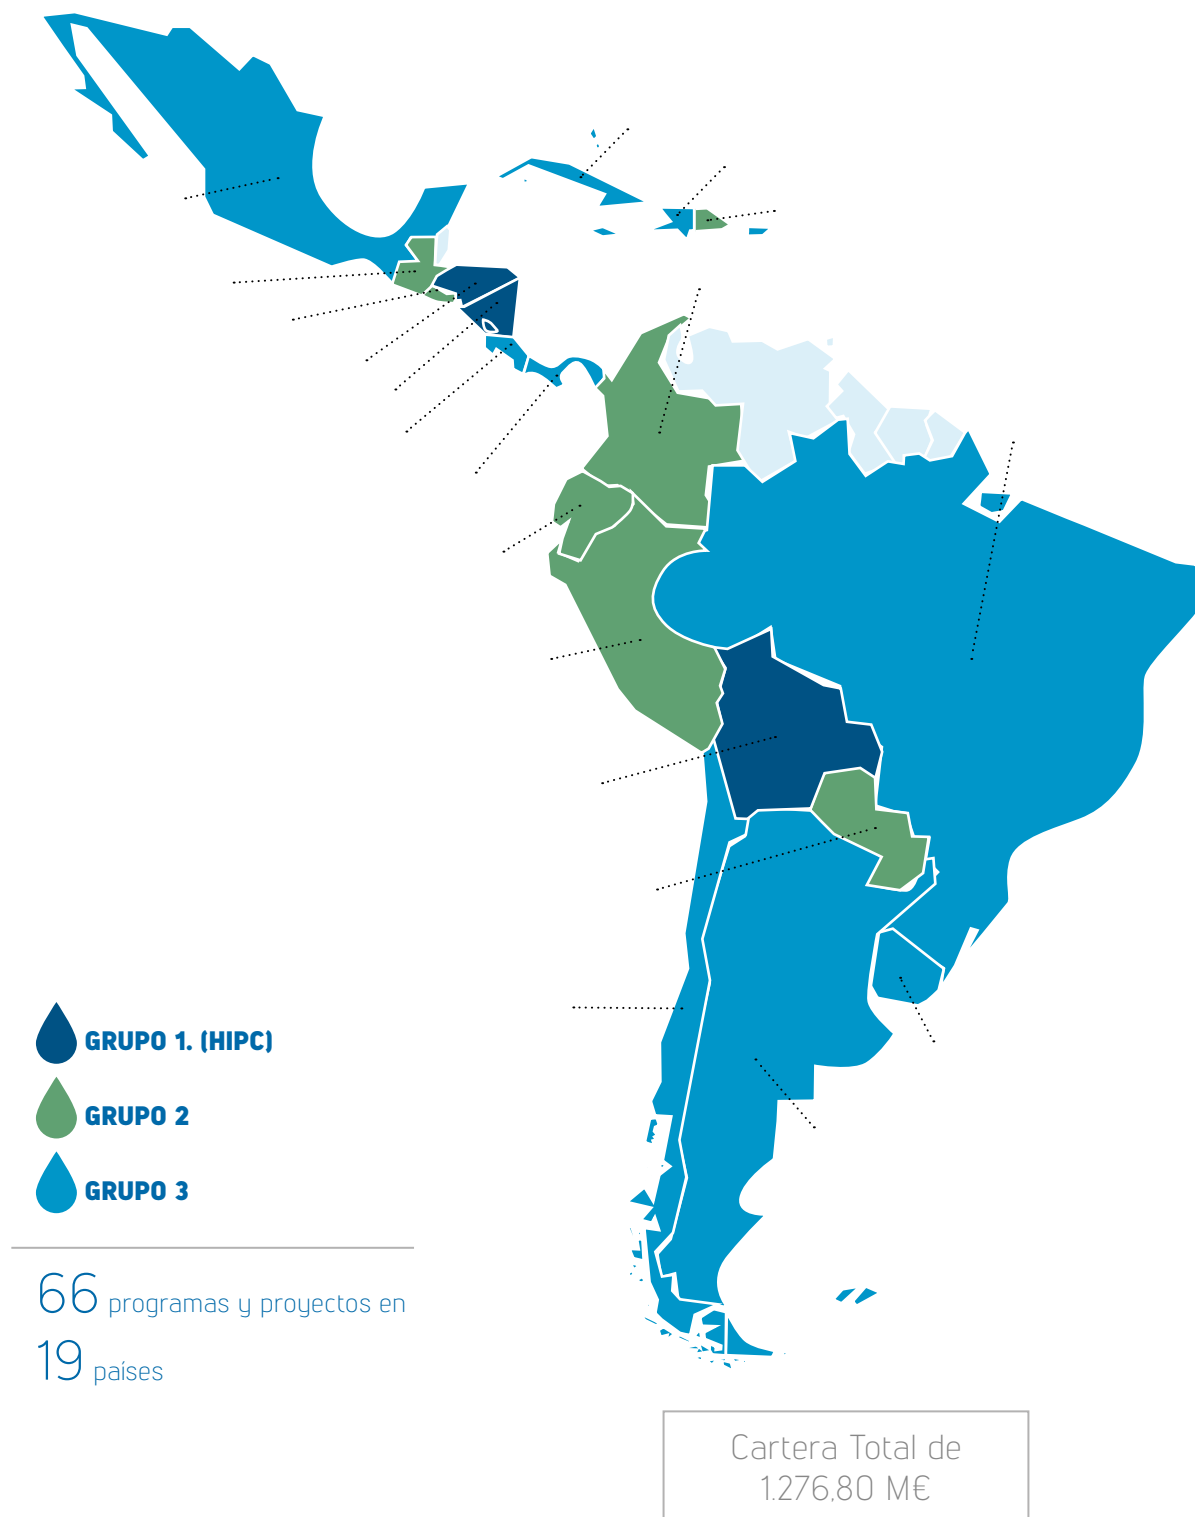 GRUPO 1. (HIPC)
GRUPO 2
GRUPO 3
66 programas y proyectos en
19 países
Cartera Total de
1.276,80 M€